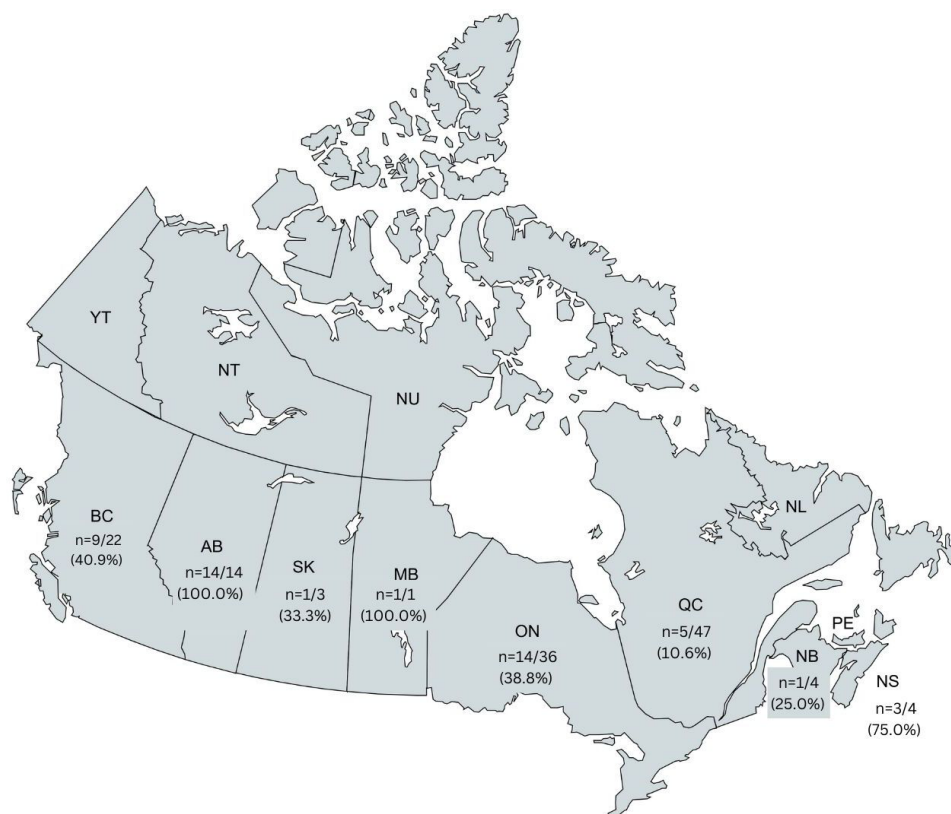 YT
NT
NU
BC
n=9/22
(40.9%)
AB
n=14/14
(100.0%)
SK
n=1/3
(33.3%)
MB
n=1/1
(100.0%)
ON
n=14/36
(38.8%)
QC
n=5/47
(10.6%)
NL
PE
NB
n=1/4
(25.0%)
NS
n=3/4
(75.0%)